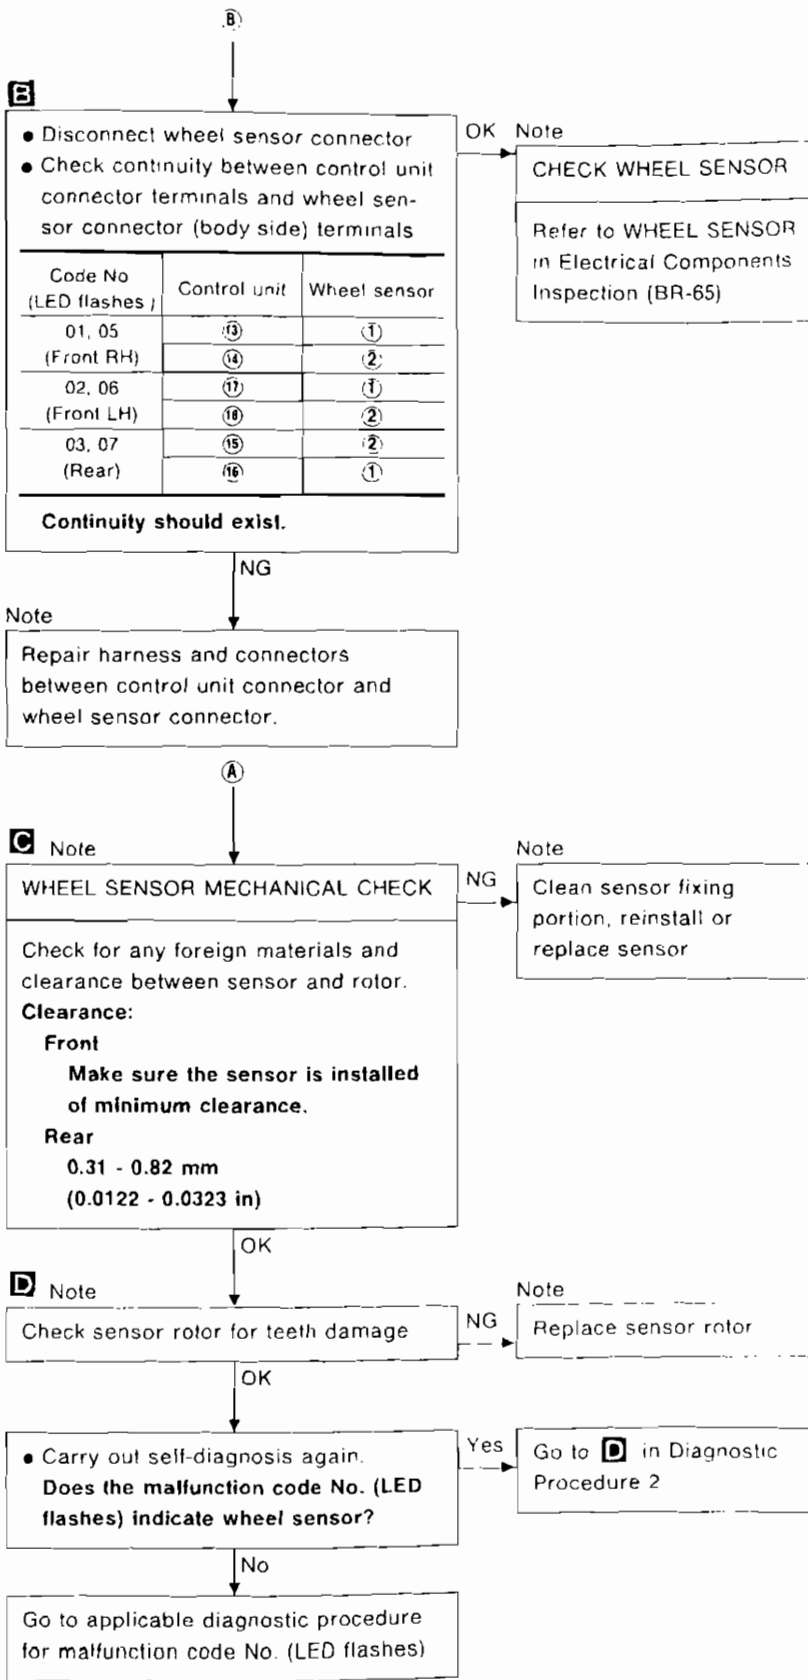 Ⓑ
B
● Disconnect wheel sensor connector
● Check continuity between control unit
connector terminals and wheel sen-
sor connector (body side) terminals
Code No
(LED flashes)
Control unit
Wheel sensor
01, 05
(Front RH)
⑬ ①
⑭ ②
02, 06
(Front LH)
⑰ ①
⑱ ②
03, 07
(Rear)
⑮ ②
⑯ ①
Continuity should exist.
OK
Note
CHECK WHEEL SENSOR
Refer to WHEEL SENSOR
in Electrical Components
Inspection (BR-65)
NG
Note
Repair harness and connectors
between control unit connector and
wheel sensor connector.
Ⓐ
C Note
WHEEL SENSOR MECHANICAL CHECK
Check for any foreign materials and
clearance between sensor and rotor.
Clearance:
Front
Make sure the sensor is installed
of minimum clearance.
Rear
0.31 - 0.82 mm
(0.0122 - 0.0323 in)
NG
Note
Clean sensor fixing
portion, reinstall or
replace sensor
OK
D Note
Check sensor rotor for teeth damage
NG
Note
Replace sensor rotor
OK
● Carry out self-diagnosis again.
Does the malfunction code No. (LED
flashes) indicate wheel sensor?
Yes
Go to D in Diagnostic
Procedure 2
No
Go to applicable diagnostic procedure
for malfunction code No. (LED flashes)